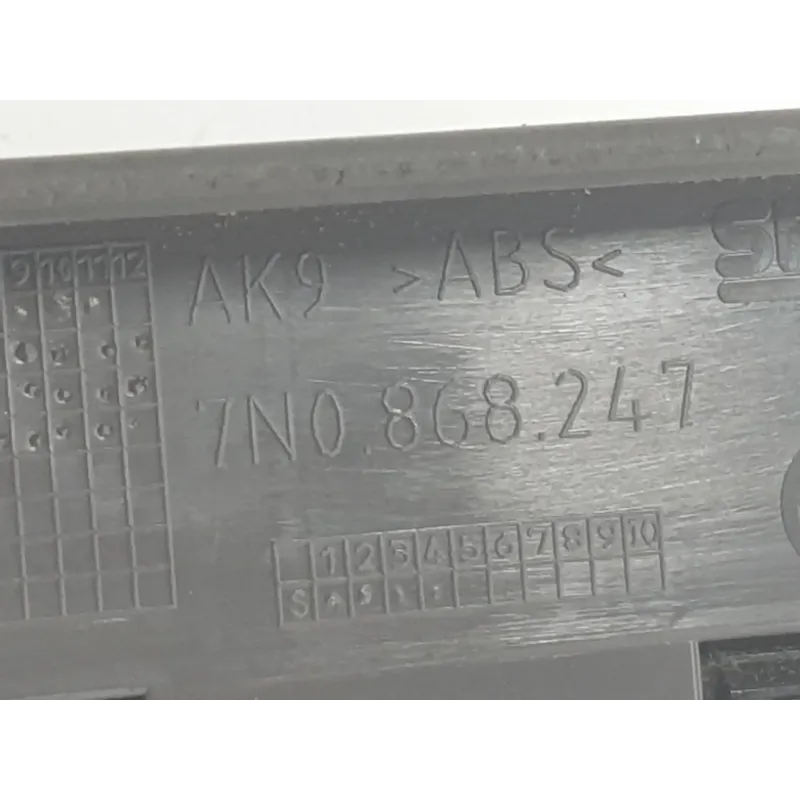 9 10 11 12
AK9 >ABS<
7N0.868.247
1 2 3 4 5 6 7 8 9 10
S